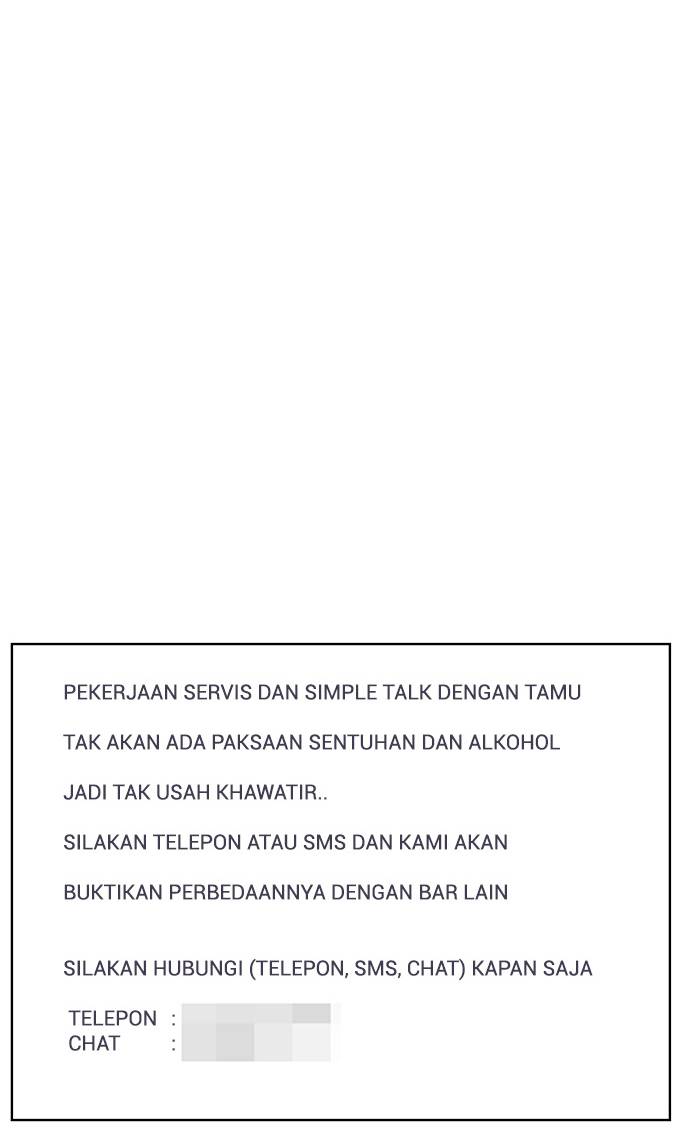 PEKERJAAN SERVIS DAN SIMPLE TALK DENGAN TAMU
TAK AKAN ADA PAKSAAN SENTUHAN DAN ALKOHOL
JADI TAK USAH KHAWATIR..
SILAKAN TELEPON ATAU SMS DAN KAMI AKAN
BUKTIKAN PERBEDAANNYA DENGAN BAR LAIN
SILAKAN HUBUNGI (TELEPON, SMS, CHAT) KAPAN SAJA
TELEPON :
CHAT :